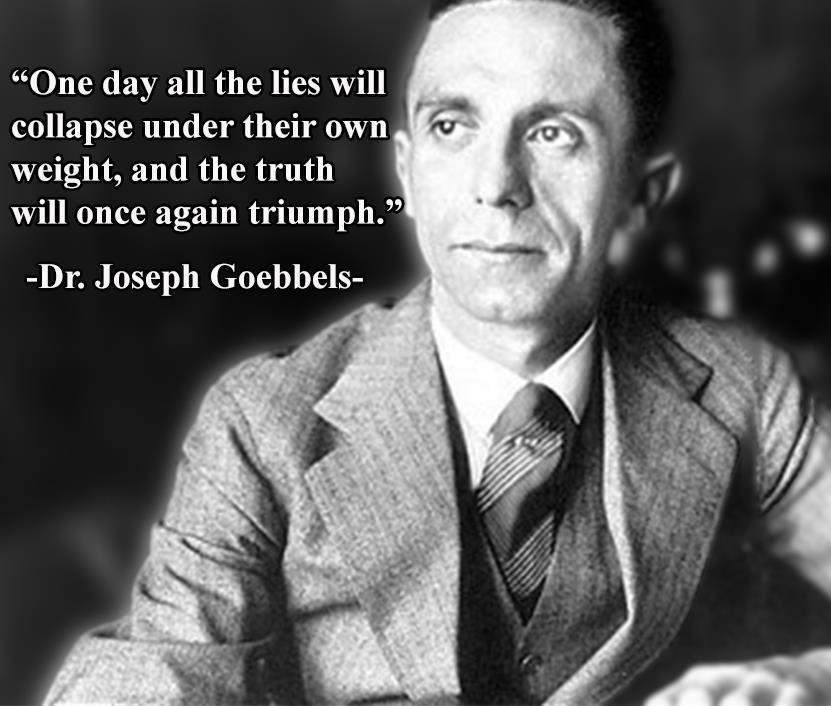 “One day all the lies will
collapse under their own
weight, and the truth
will once again triumph.”
-Dr. Joseph Goebbels-